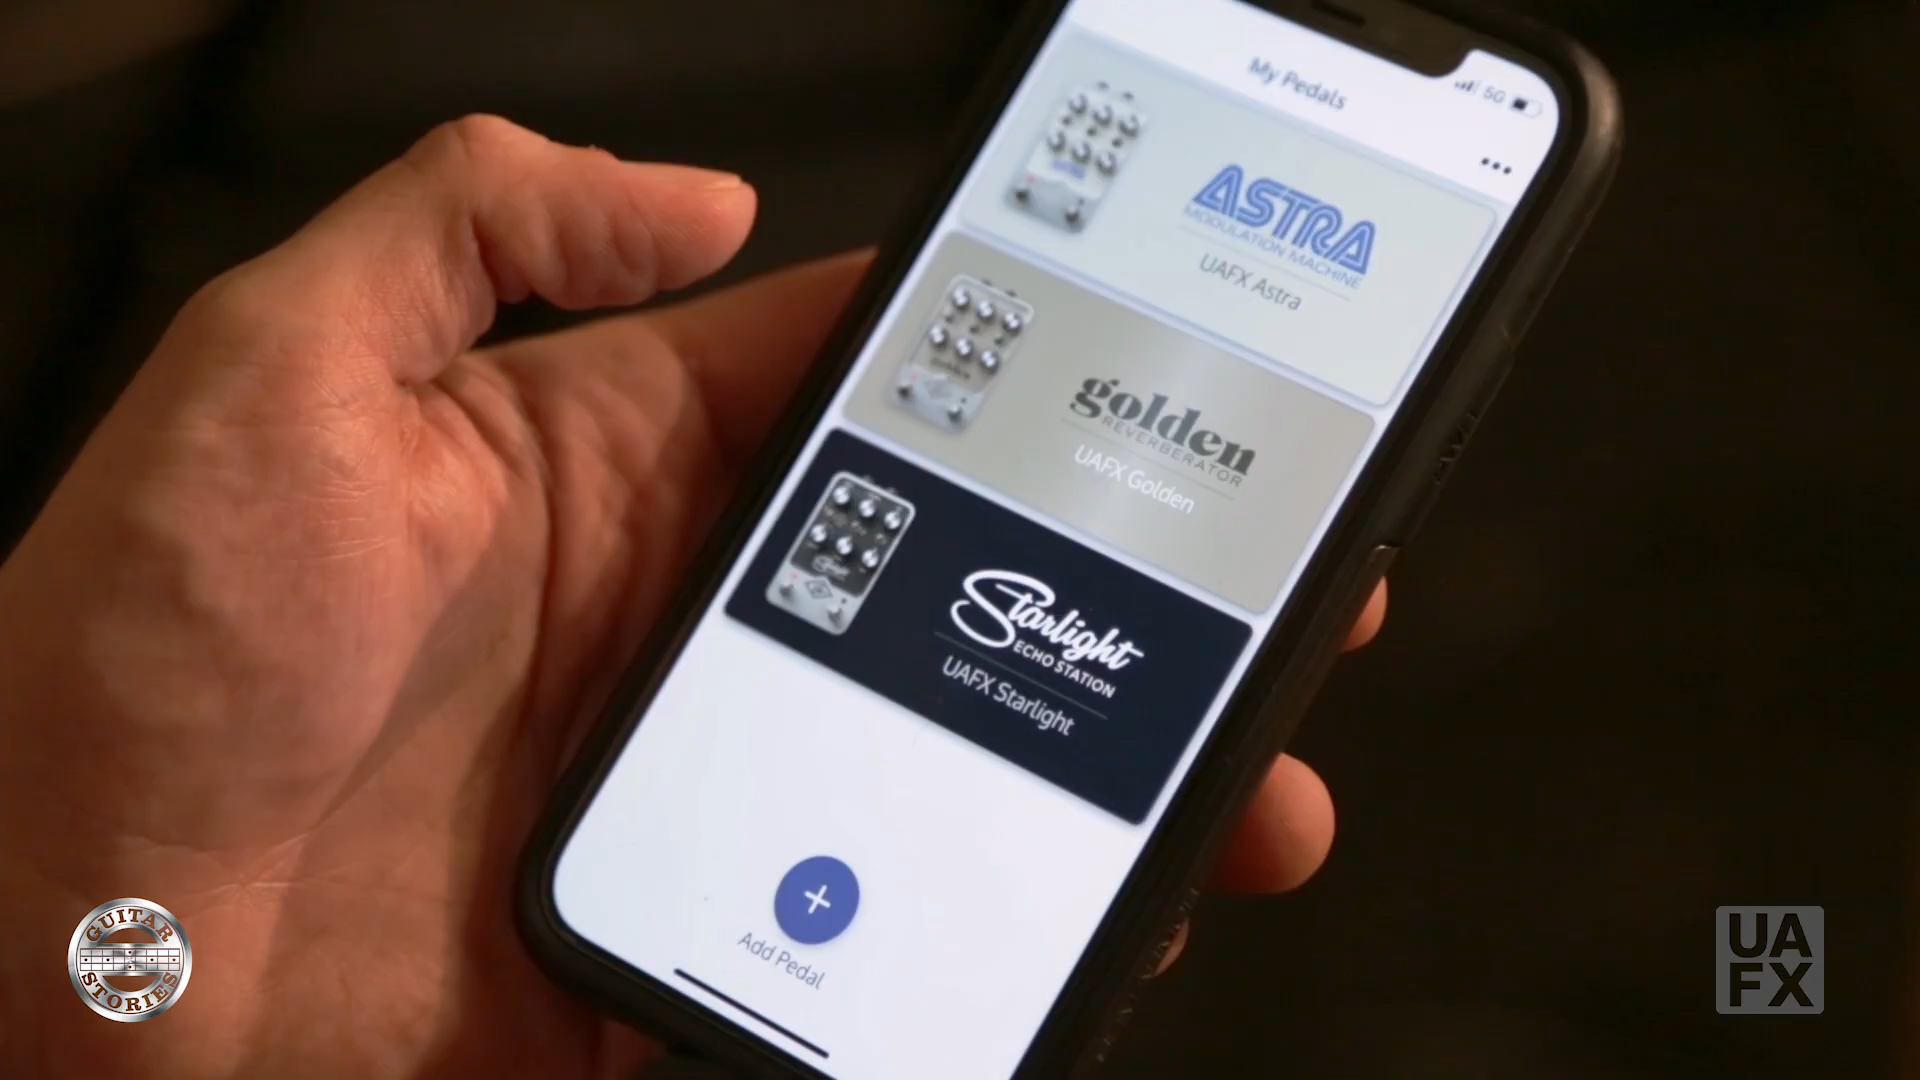 My Pedals
5G
ASTRA
MODULATION MACHINE
UAFX Astra
golden
REVERBERATOR
UAFX Golden
Starlight
ECHO STATION
UAFX Starlight
Add Pedal
GUITAR
STORIES
UA
FX